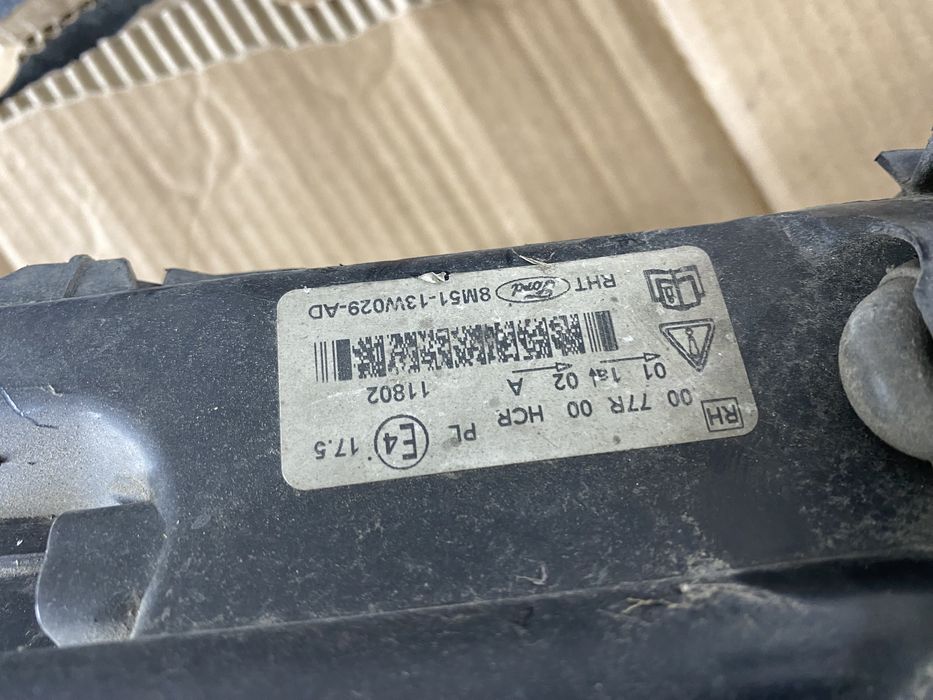 RH 00 77R 00 HCR PL E4 17.5
01 1a 02 A 11802
RHT Ford 8M51-13W029-AD